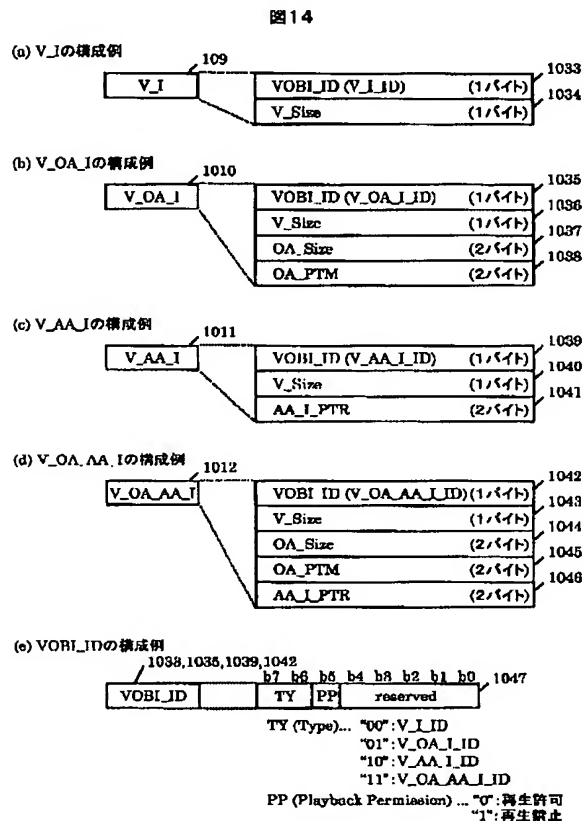 図14
(a) V_Iの構成例
109
V_I
VOBI_ID (V_I_ID) (1バイト) 1033
V_Size (1バイト) 1034
(b) V_OA_Iの構成例
1010
V_OA_I
VOBI_ID (V_OA_I_ID) (1バイト) 1035
V_Size (1バイト) 1036
OA_Size (2バイト) 1037
OA_PTM (2バイト) 1038
(c) V_AA_Iの構成例
1011
V_AA_I
VOBI_ID (V_AA_I_ID) (1バイト) 1039
V_Size (1バイト) 1040
AA_I_PTR (2バイト) 1041
(d) V_OA_AA_Iの構成例
1012
V_OA_AA_I
VOBI_ID (V_OA_AA_I_ID) (1バイト) 1042
V_Size (1バイト) 1043
OA_Size (2バイト) 1044
OA_PTM (2バイト) 1045
AA_I_PTR (2バイト) 1046
(e) VOBI_IDの構成例
1033,1035,1039,1042
b7 b6 b5 b4 b3 b2 b1 b0
VOBI_ID TY PP reserved 1047
TY (Type)... "00":V_I_ID
"01":V_OA_I_ID
"10":V_AA_I_ID
"11":V_OA_AA_I_ID
PP (Playback Permission) ... "0":再生許可
"1":再生禁止